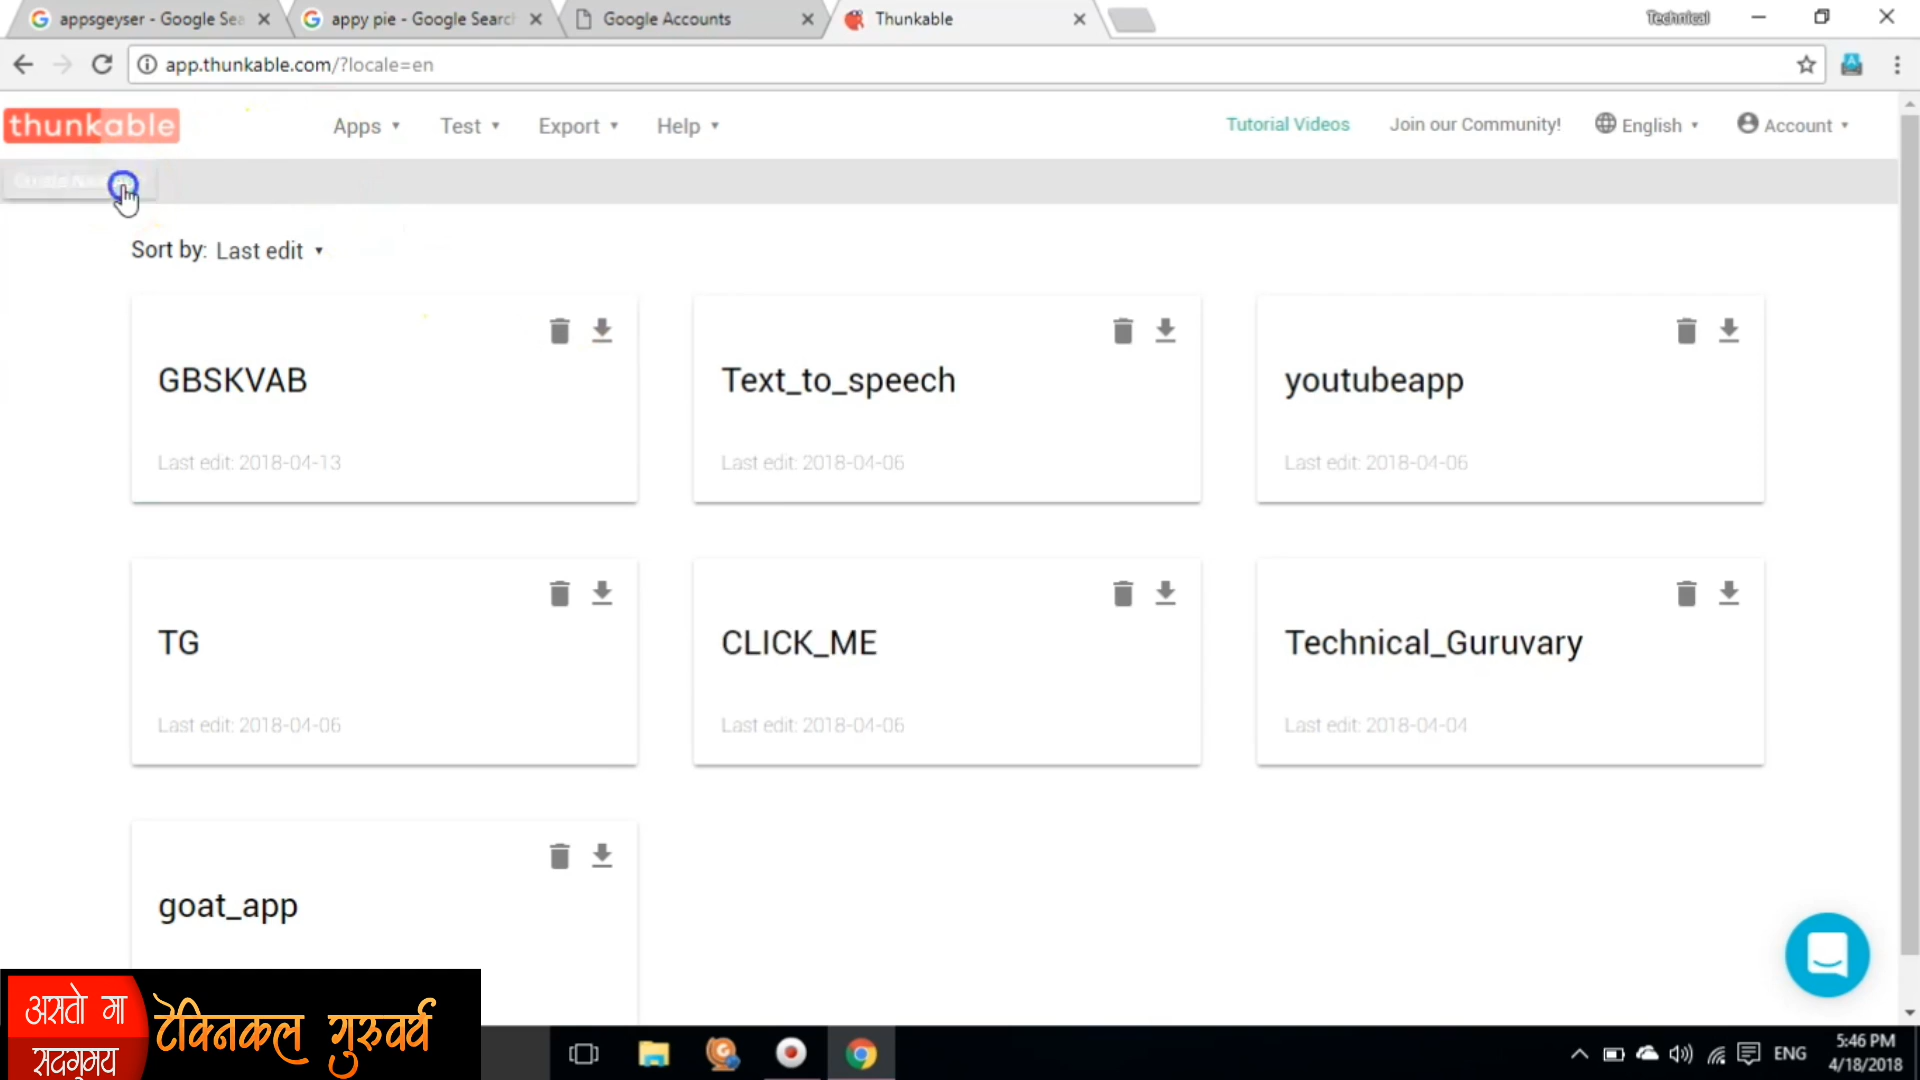 appsgeyser - Google Sea
appy pie - Google Search
Google Accounts
Thunkable
Technical
app.thunkable.com/?locale=en
thunkable
Apps
Test
Export
Help
Tutorial Videos
Join our Community!
English
Account
Sort by: Last edit
GBSKVAB
Last edit: 2018-04-13
Text_to_speech
Last edit: 2018-04-06
youtubeapp
Last edit: 2018-04-06
TG
Last edit: 2018-04-06
CLICK_ME
Last edit: 2018-04-06
Technical_Guruvary
Last edit: 2018-04-04
goat_app
असतो मा
सदगमय
टेक्निकल गुरुवर्य
ENG
5:46 PM
4/18/2018